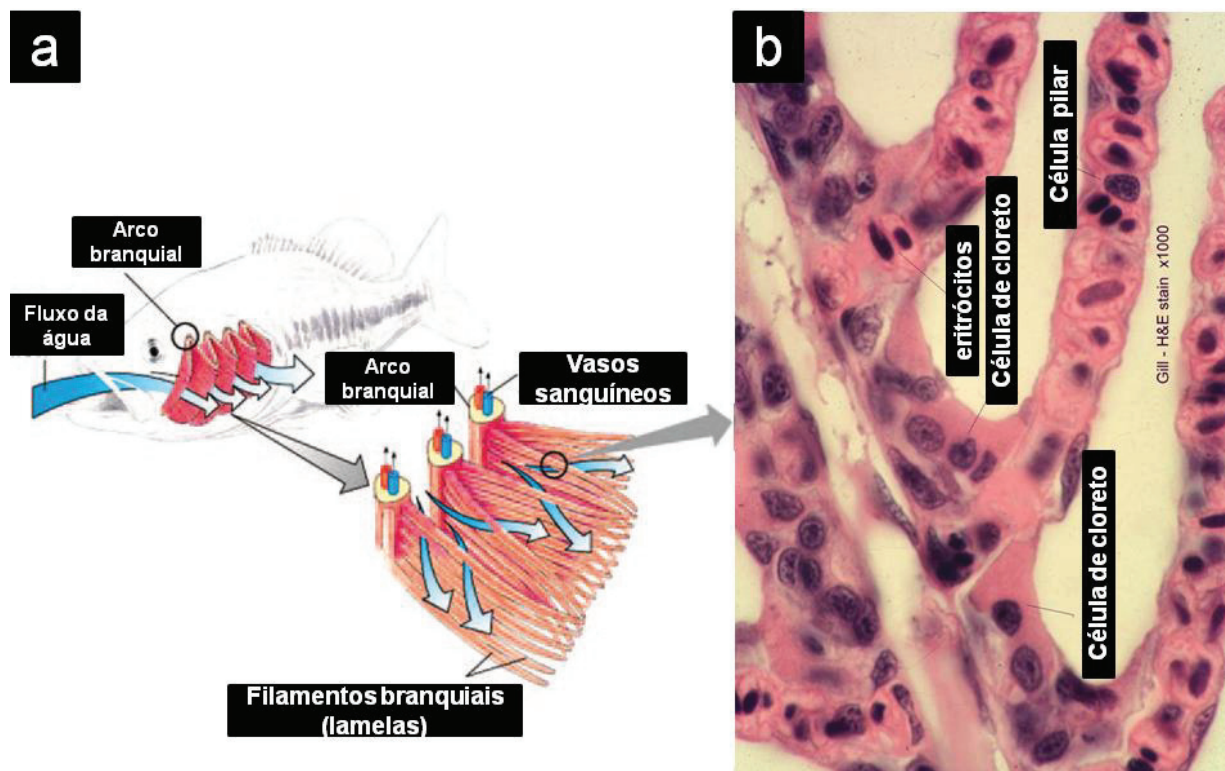 a
Arco
branquial
Fluxo da
água
Arco
branquial
Vasos
sanguíneos
Filamentos branquiais
(lamelas)
b
Célula pilar
eritrócitos
Célula de cloreto
Gill - H&E stain x1000
Célula de cloreto